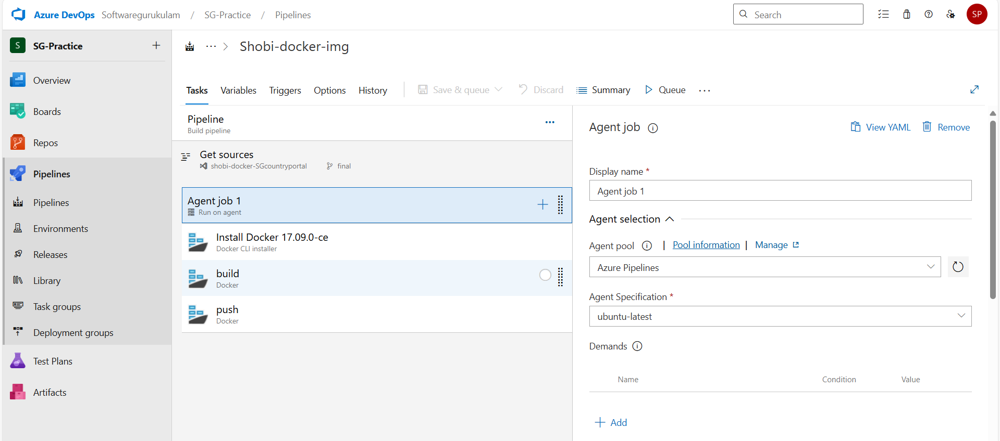 Azure DevOps Softwaregurukulam / SG-Practice / Pipelines
Search
SP
S SG-Practice
Overview
Boards
Repos
Pipelines
Pipelines
Environments
Releases
Library
Task groups
Deployment groups
Test Plans
Artifacts
··· > Shobi-docker-img
Tasks Variables Triggers Options History Save & queue Discard Summary Queue ···
Pipeline
Build pipeline
Get sources
shobi-docker-SGcountryportal final
Agent job 1
Run on agent
Install Docker 17.09.0-ce
Docker CLI installer
build
Docker
push
Docker
Agent job View YAML Remove
Display name *
Agent job 1
Agent selection
Agent pool | Pool information | Manage
Azure Pipelines
Agent Specification *
ubuntu-latest
Demands
Name Condition Value
+ Add